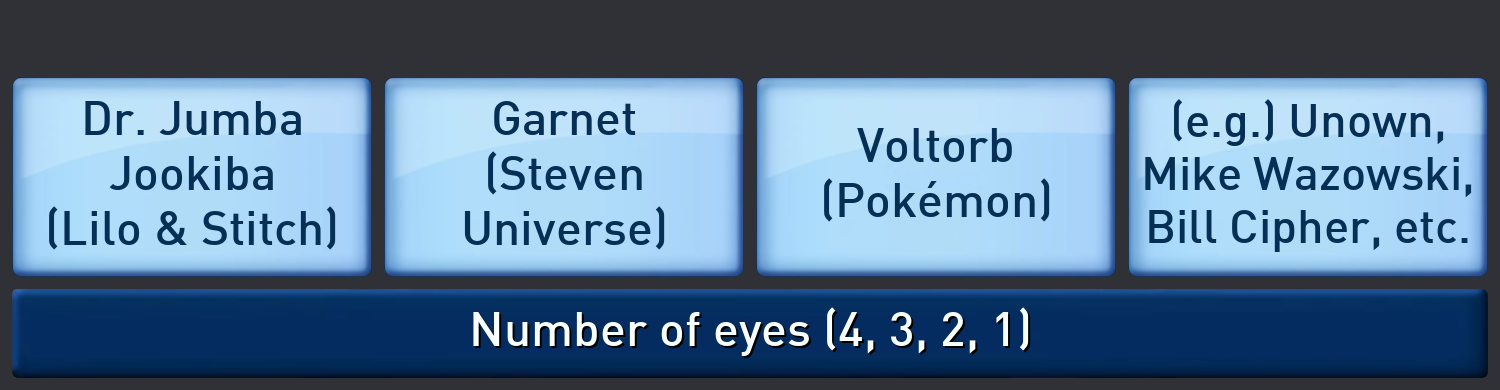 Dr. Jumba
Jookiba
(Lilo & Stitch)
Garnet
(Steven
Universe)
Voltorb
(Pokémon)
(e.g.) Unown,
Mike Wazowski,
Bill Cipher, etc.
Number of eyes (4, 3, 2, 1)